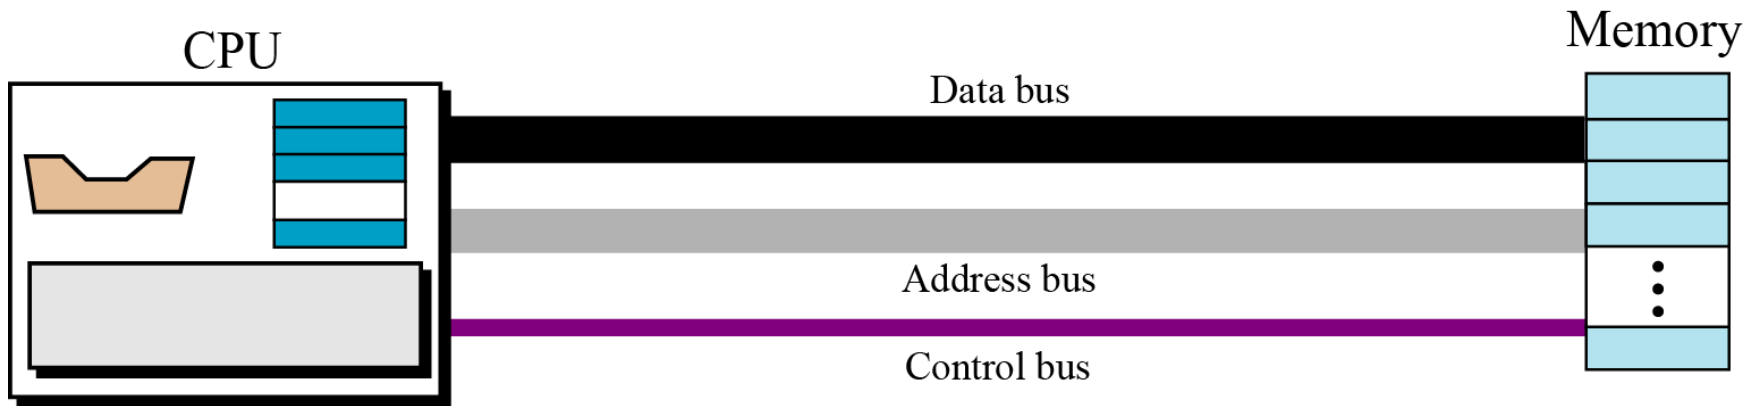 CPU
Memory
Data bus
Address bus
Control bus